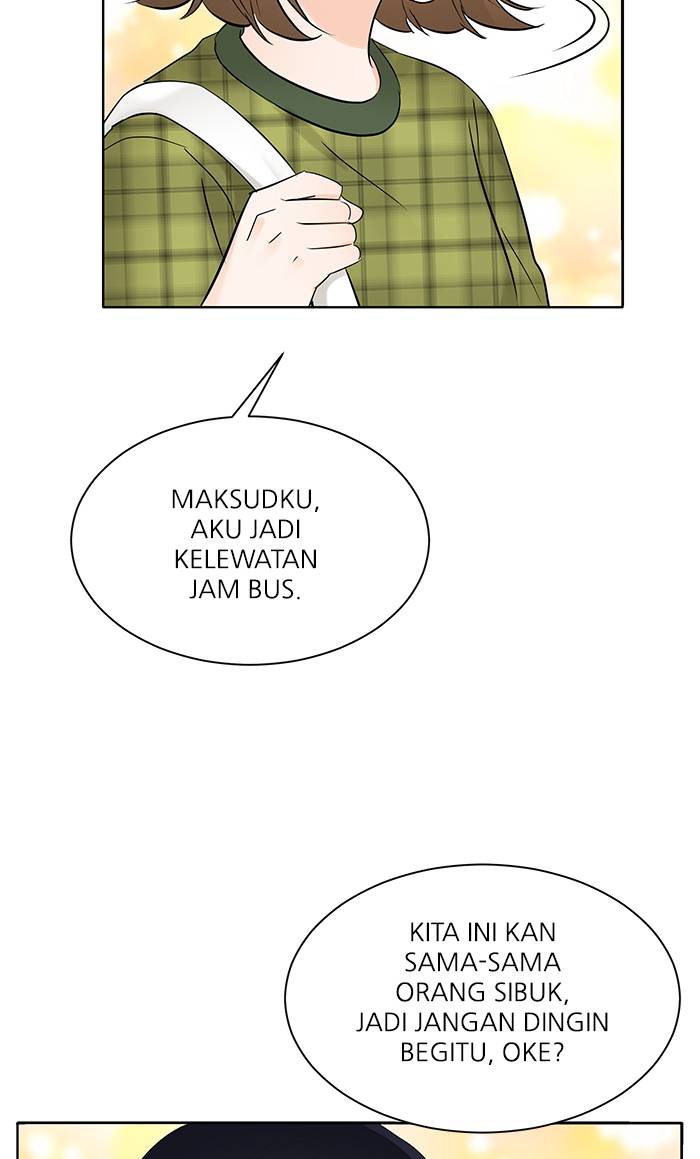 MAKSUDKU,
AKU JADI
KELEWATAN
JAM BUS.
KITA INI KAN
SAMA-SAMA
ORANG SIBUK,
JADI JANGAN DINGIN
BEGITU, OKE?